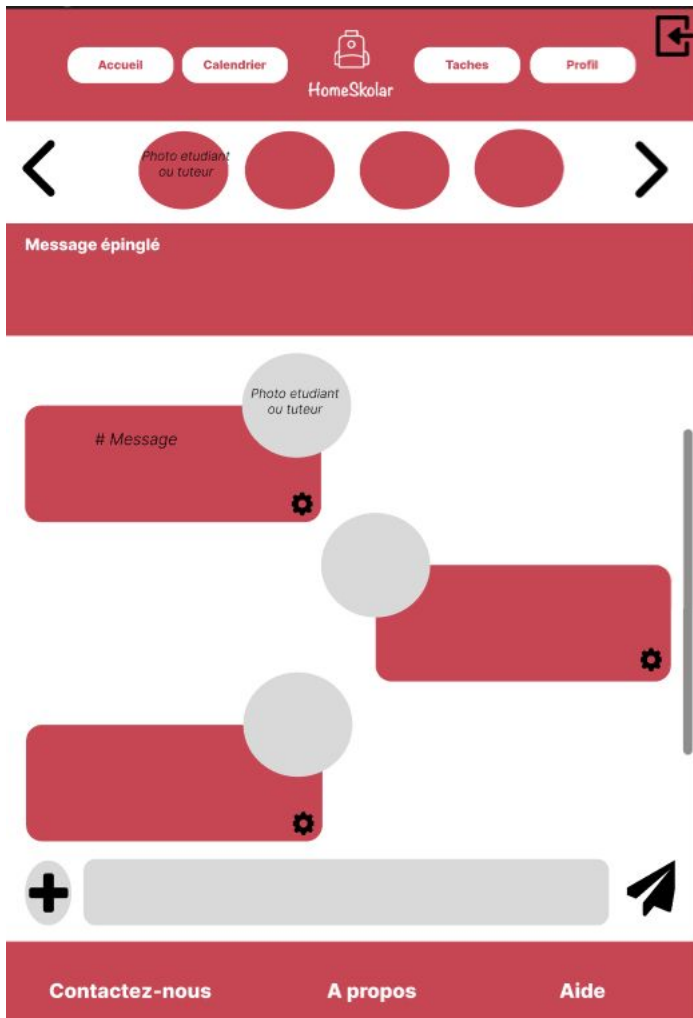 Accueil
Calendrier
HomeSkolar
Taches
Profil
Photo etudiant
ou tuteur
Message épinglé
Photo etudiant
ou tuteur
# Message
Contactez-nous
A propos
Aide